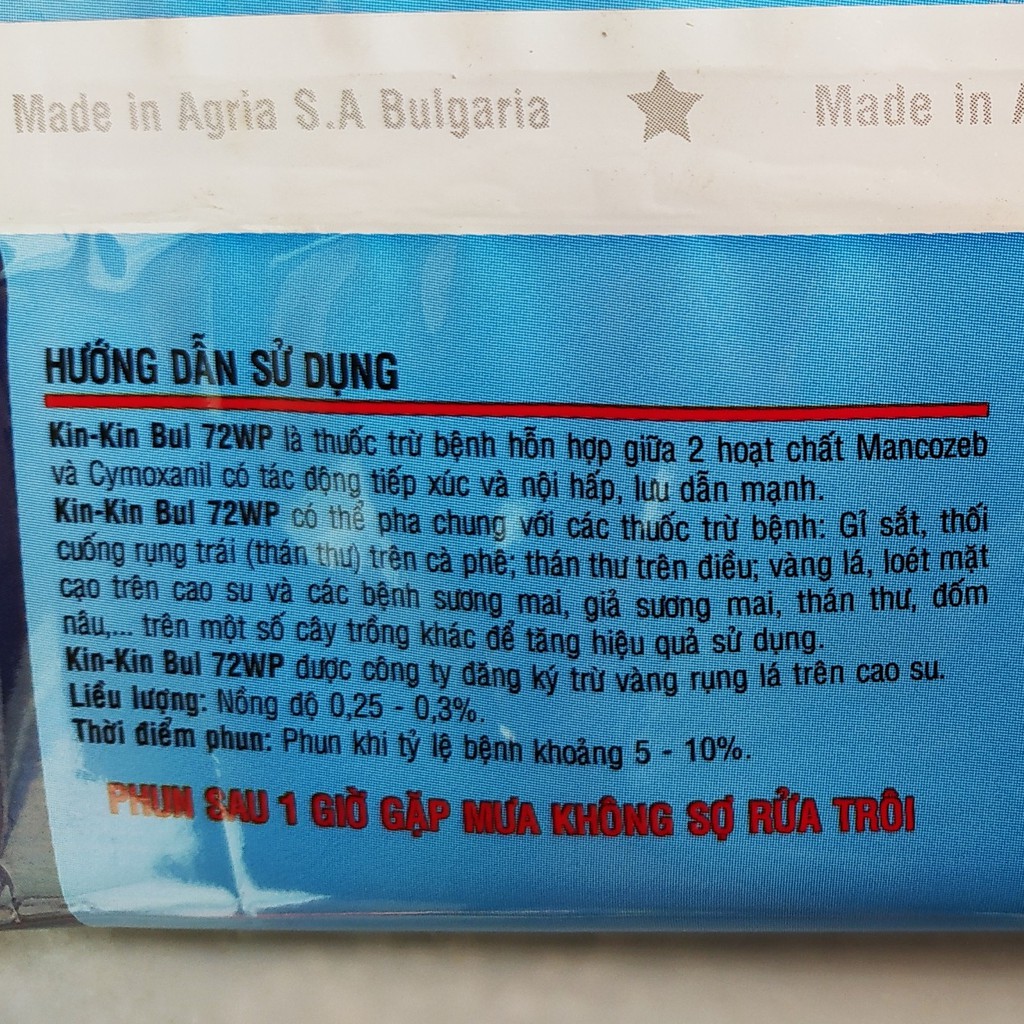 Made in Agria S.A Bulgaria ★ Made in
HƯỚNG DẪN SỬ DỤNG
Kin-Kin Bul 72WP là thuốc trừ bệnh hỗn hợp giữa 2 hoạt chất Mancozeb
và Cymoxanil có tác động tiếp xúc và nội hấp, lưu dẫn mạnh.
Kin-Kin Bul 72WP có thể pha chung với các thuốc trừ bệnh: Gỉ sắt, thối
cuống rụng trái (thán thư) trên cà phê; thán thư trên điều; vàng lá, loét mặt
cạo trên cao su và các bệnh sương mai, giả sương mai, thán thư, đốm
nâu,... trên một số cây trồng khác để tăng hiệu quả sử dụng.
Kin-Kin Bul 72WP được công ty đăng ký trừ vàng rụng lá trên cao su.
Liều lượng: Nồng độ 0,25 - 0,3%.
Thời điểm phun: Phun khi tỷ lệ bệnh khoảng 5 - 10%.
PHUN SAU 1 GIỜ GẶP MƯA KHÔNG SỢ RỬA TRÔI